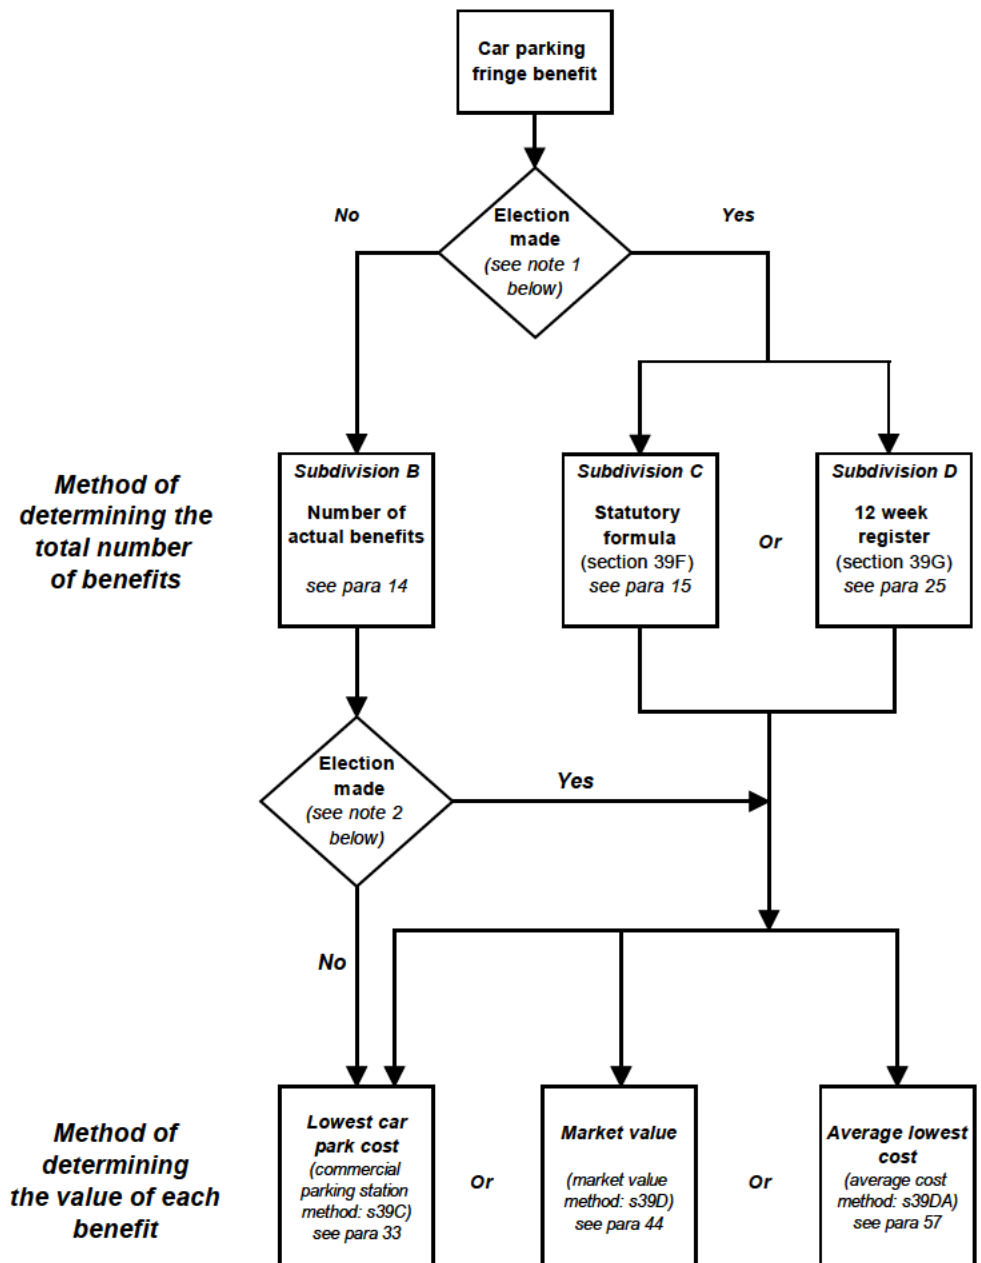 Car parking
fringe benefit
No
Yes
Election
made
(see note 1
below)
Method of
determining the
total number
of benefits
Subdivision B
Number of
actual benefits
see para 14
Subdivision C
Statutory
formula
(section 39F)
see para 15
Or
Subdivision D
12 week
register
(section 39G)
see para 25
Election
made
(see note 2
below)
Yes
No
Method of
determining
the value of each
benefit
Lowest car
park cost
(commercial
parking station
method: s39C)
see para 33
Or
Market value
(market value
method: s39D)
see para 44
Or
Average lowest
cost
(average cost
method: s39DA)
see para 57